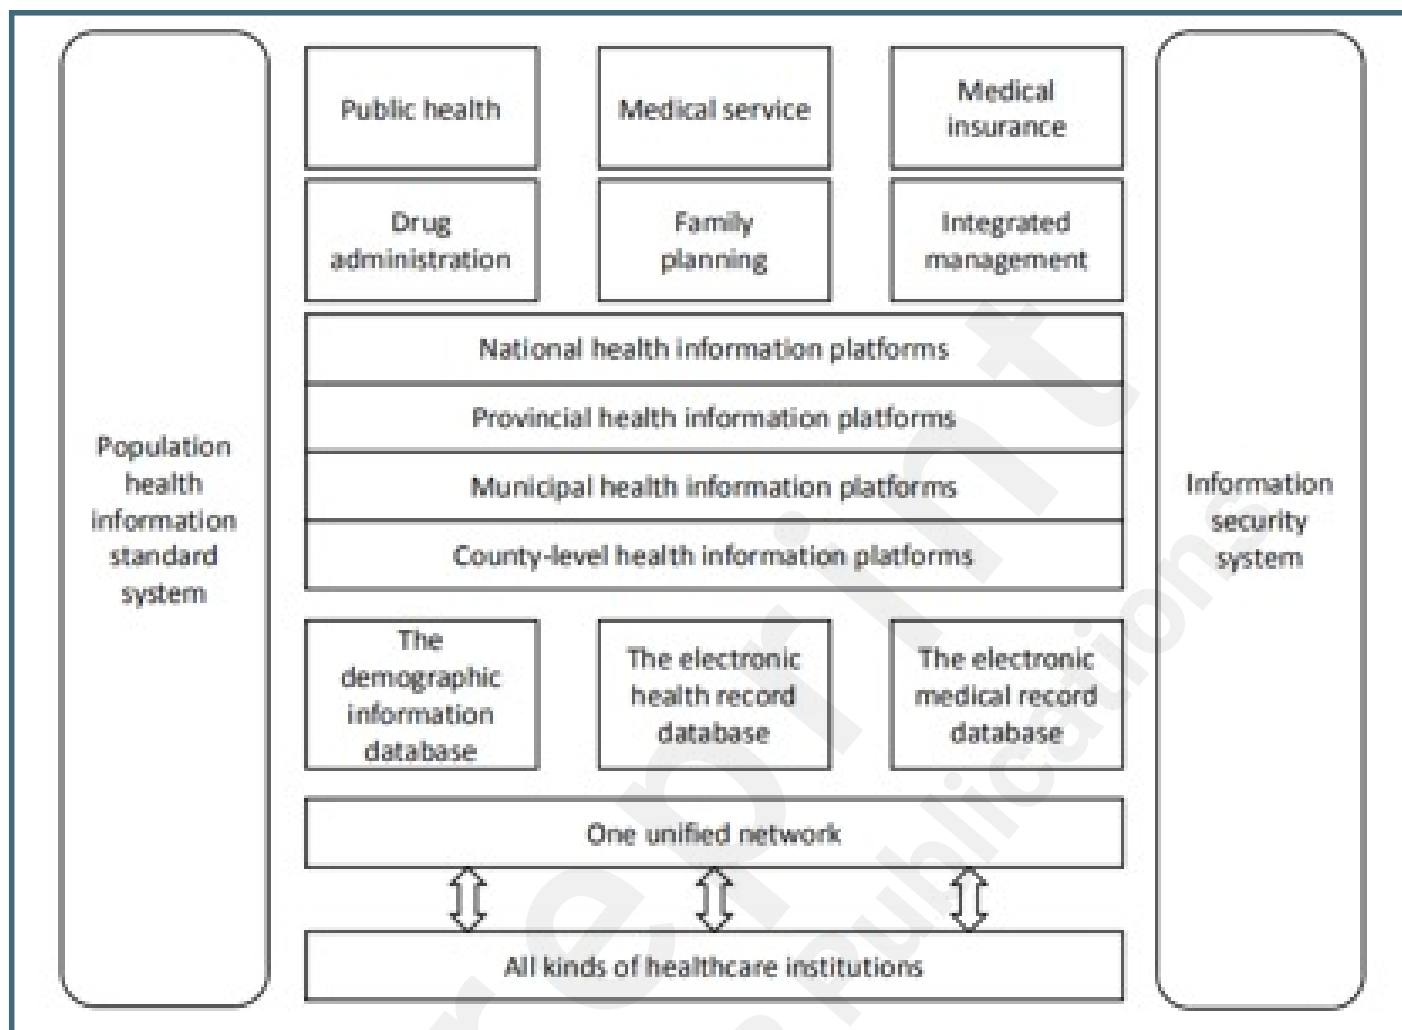 Public health
Medical service
Medical
insurance
Drug
administration
Family
planning
Integrated
management
National health information platforms
Provincial health information platforms
Municipal health information platforms
County-level health information platforms
Population
health
information
standard
system
Information
security
system
The
demographic
information
database
The electronic
health record
database
The electronic
medical record
database
One unified network
All kinds of healthcare institutions
Publications